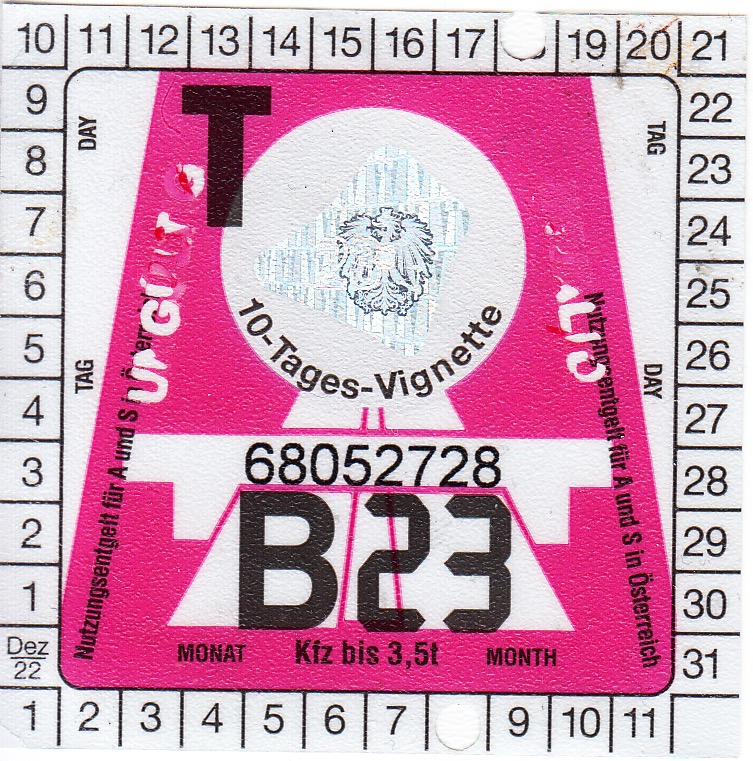 10 11 12 13 14 15 16 17 19 20 21
9
8
7
6
5
4
3
2
1
Dez
22
DAY
TAG
TAG
DAY
T
10-Tages-Vignette
68052728
B23
MONAT
Kfz bis 3,5t
MONTH
Nutzungsentgelt für A und S in Österreich
Nutzungsentgelt für A und S in Österreich
22
23
24
25
26
27
28
29
30
31
1 2 3 4 5 6 7 9 10 11